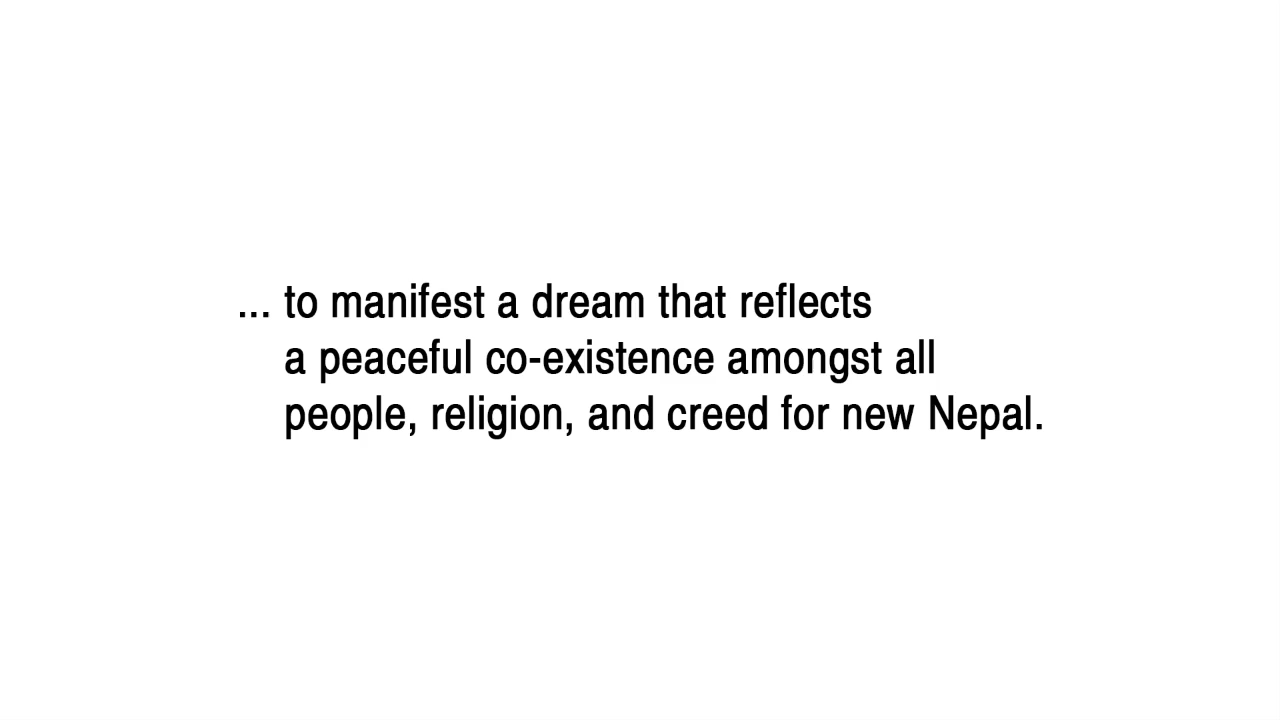 ... to manifest a dream that reflects
a peaceful co-existence amongst all
people, religion, and creed for new Nepal.